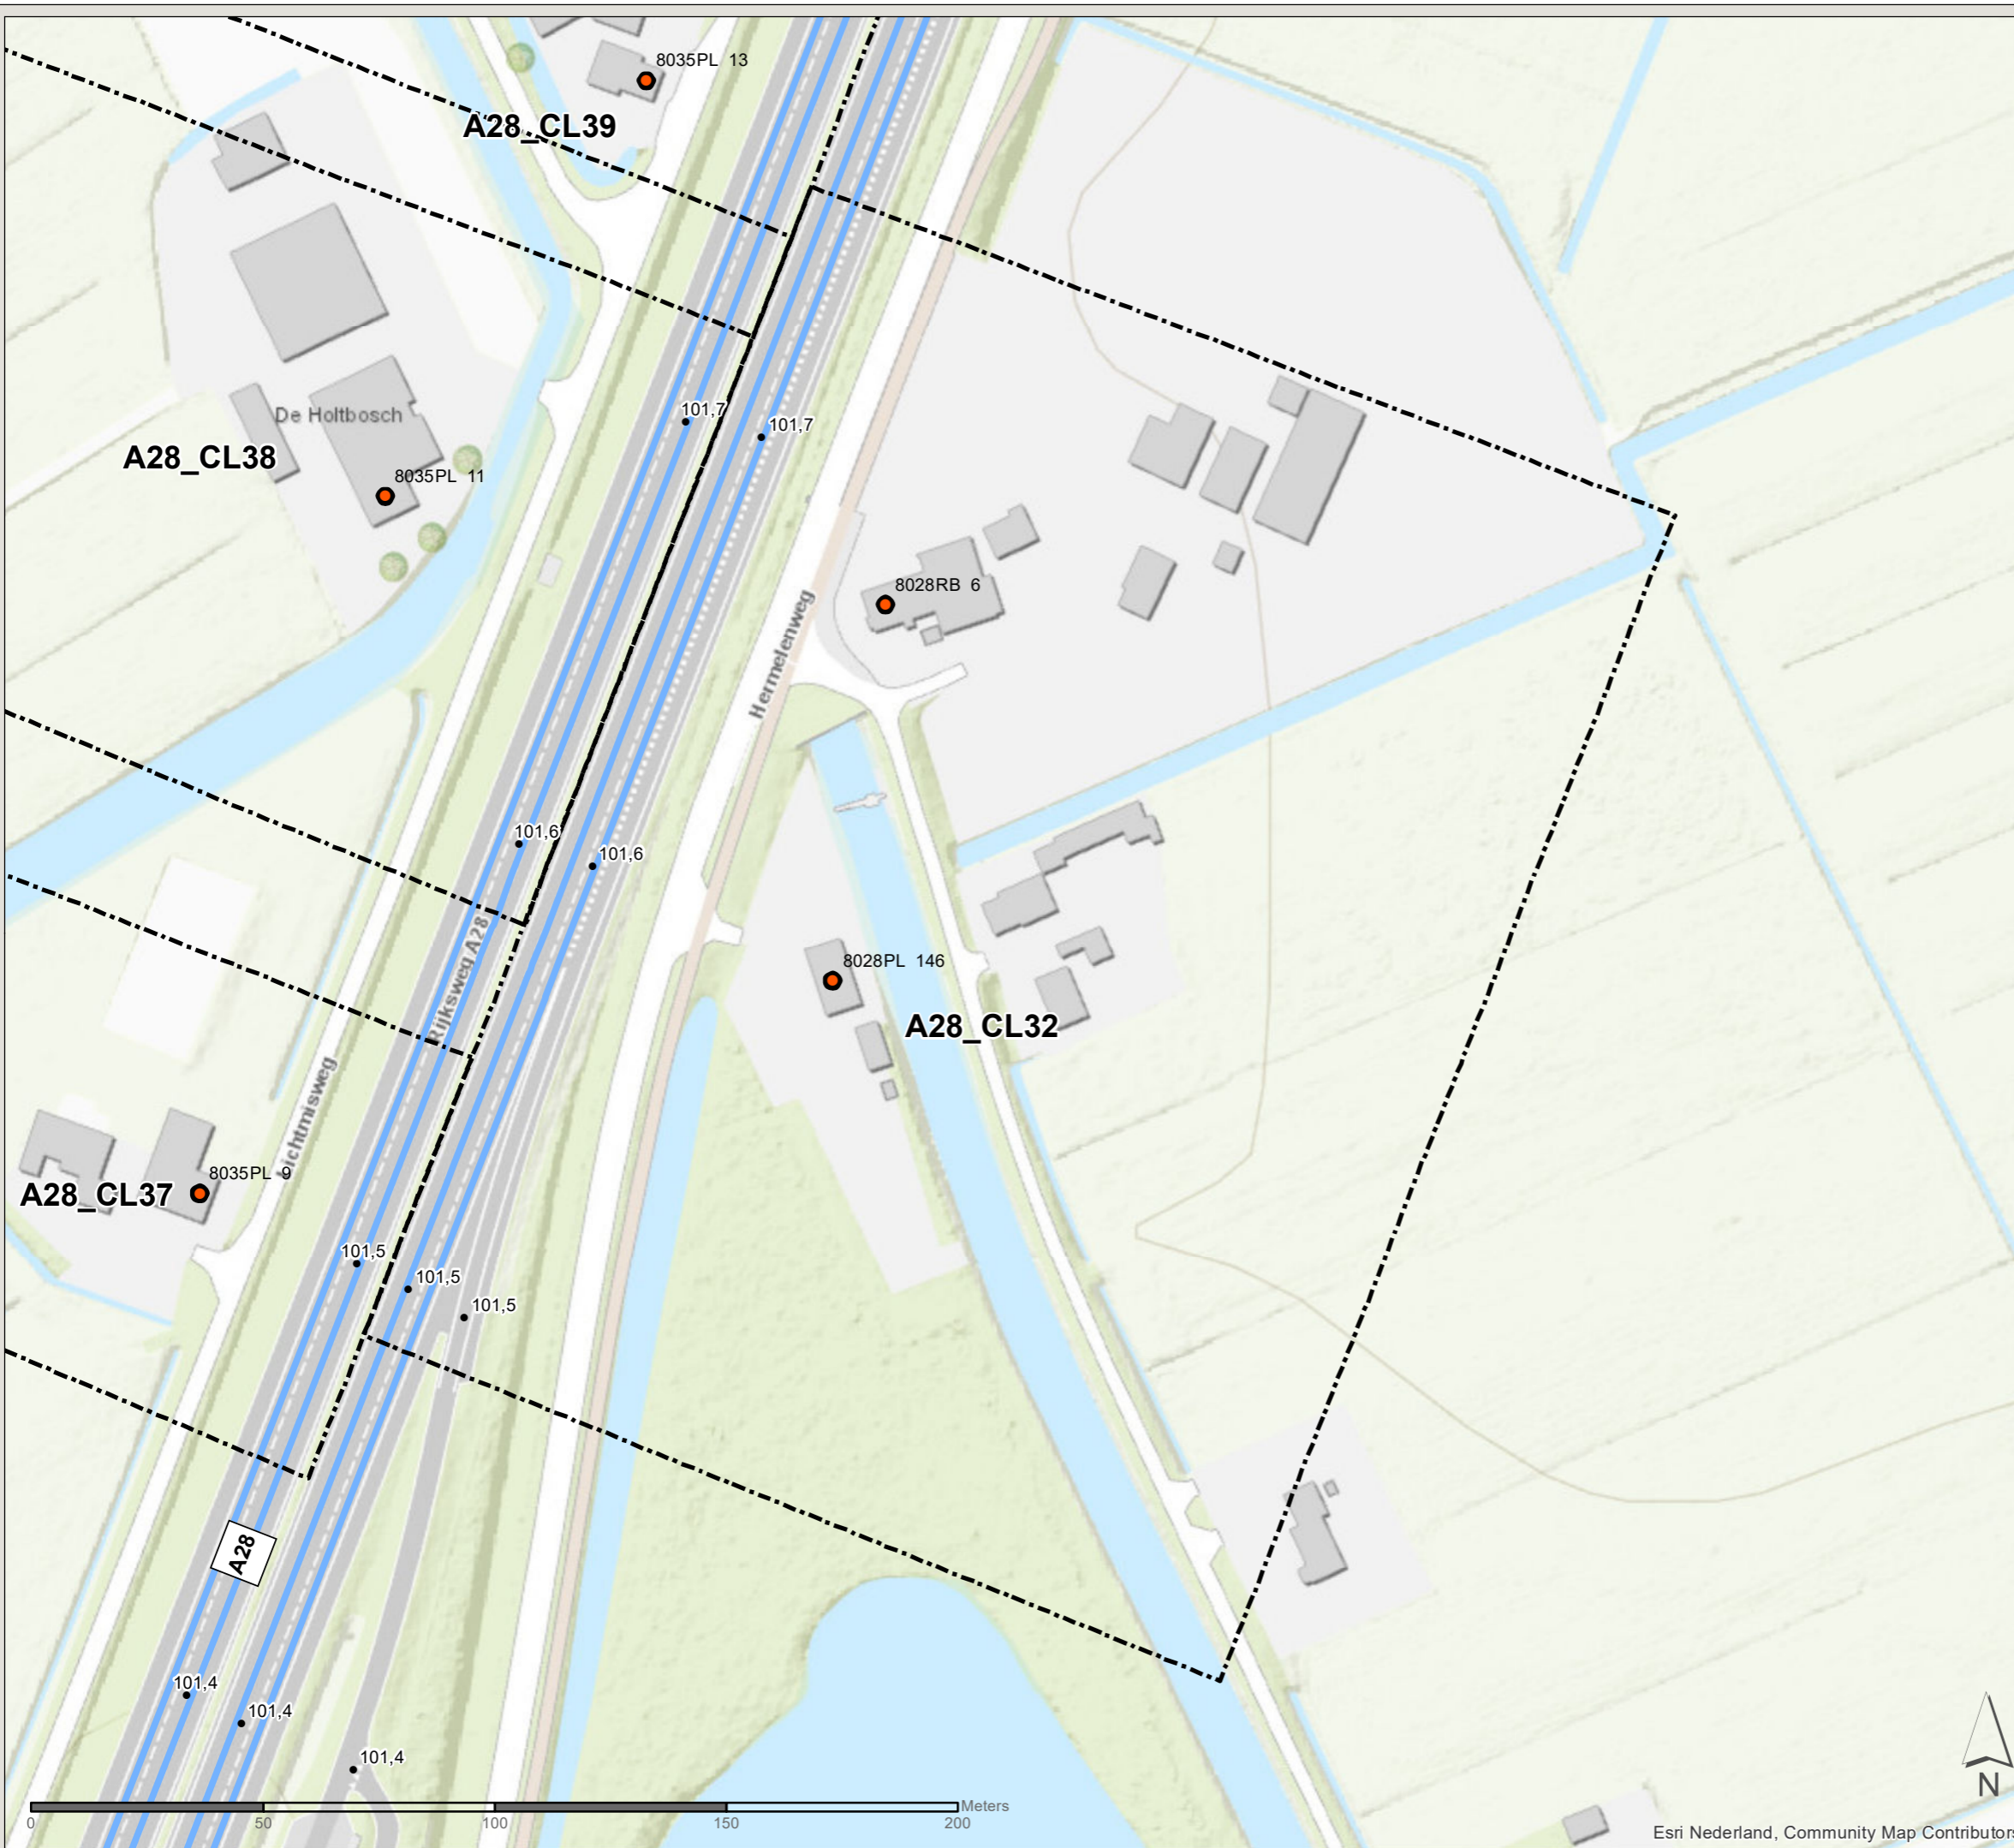 8035PL 13
A28_CL39
De Holtbosch
101,7
101,7
A28_CL38
8035PL 11
8028RB 6
Hermelenweg
101,6
101,6
Rijksweg A28
8028PL 146
A28_CL32
Lichtmisweg
8035PL 9
A28_CL37
101,5
101,5
101,5
A28
101,4
101,4
101,4
0 50 100 150 200 Meters
N
Esri Nederland, Community Map Contributors